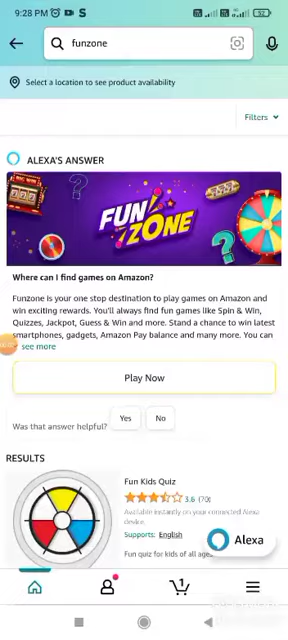 9:28 PM
52
funzone
Select a location to see product availability
Filters
ALEXA'S ANSWER
FUN
ZONE
Where can I find games on Amazon?
Funzone is your one stop destination to play games on Amazon and
win exciting rewards. You'll always find fun games like Spin & Win,
Quizzes, Jackpot, Guess & Win and more. Stand a chance to win latest
smartphones, gadgets, Amazon Pay balance and many more. You can
see more
Play Now
Was that answer helpful?
Yes
No
RESULTS
Fun Kids Quiz
3.6 (70)
Available instantly on your connected Alexa
device.
Supports: English
Fun quiz for kids of all ages
Alexa
1